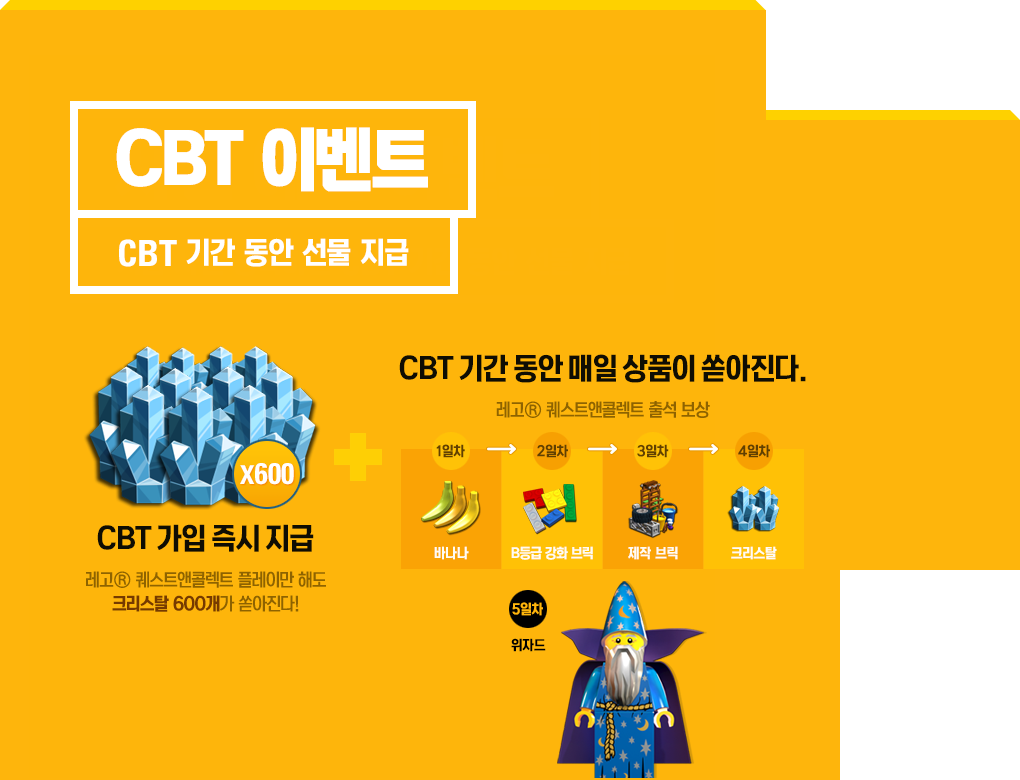 CBT 이벤트
CBT 기간 동안 선물 지급
x600
CBT 가입 즉시 지급
레고® 퀘스트앤콜렉트 플레이만 해도
크리스탈 600개가 쏟아진다!
CBT 기간 동안 매일 상품이 쏟아진다.
레고® 퀘스트앤콜렉트 출석 보상
1일차 2일차 3일차 4일차
바나나 B등급 강화 브릭 제작 브릭 크리스탈
5일차
위자드